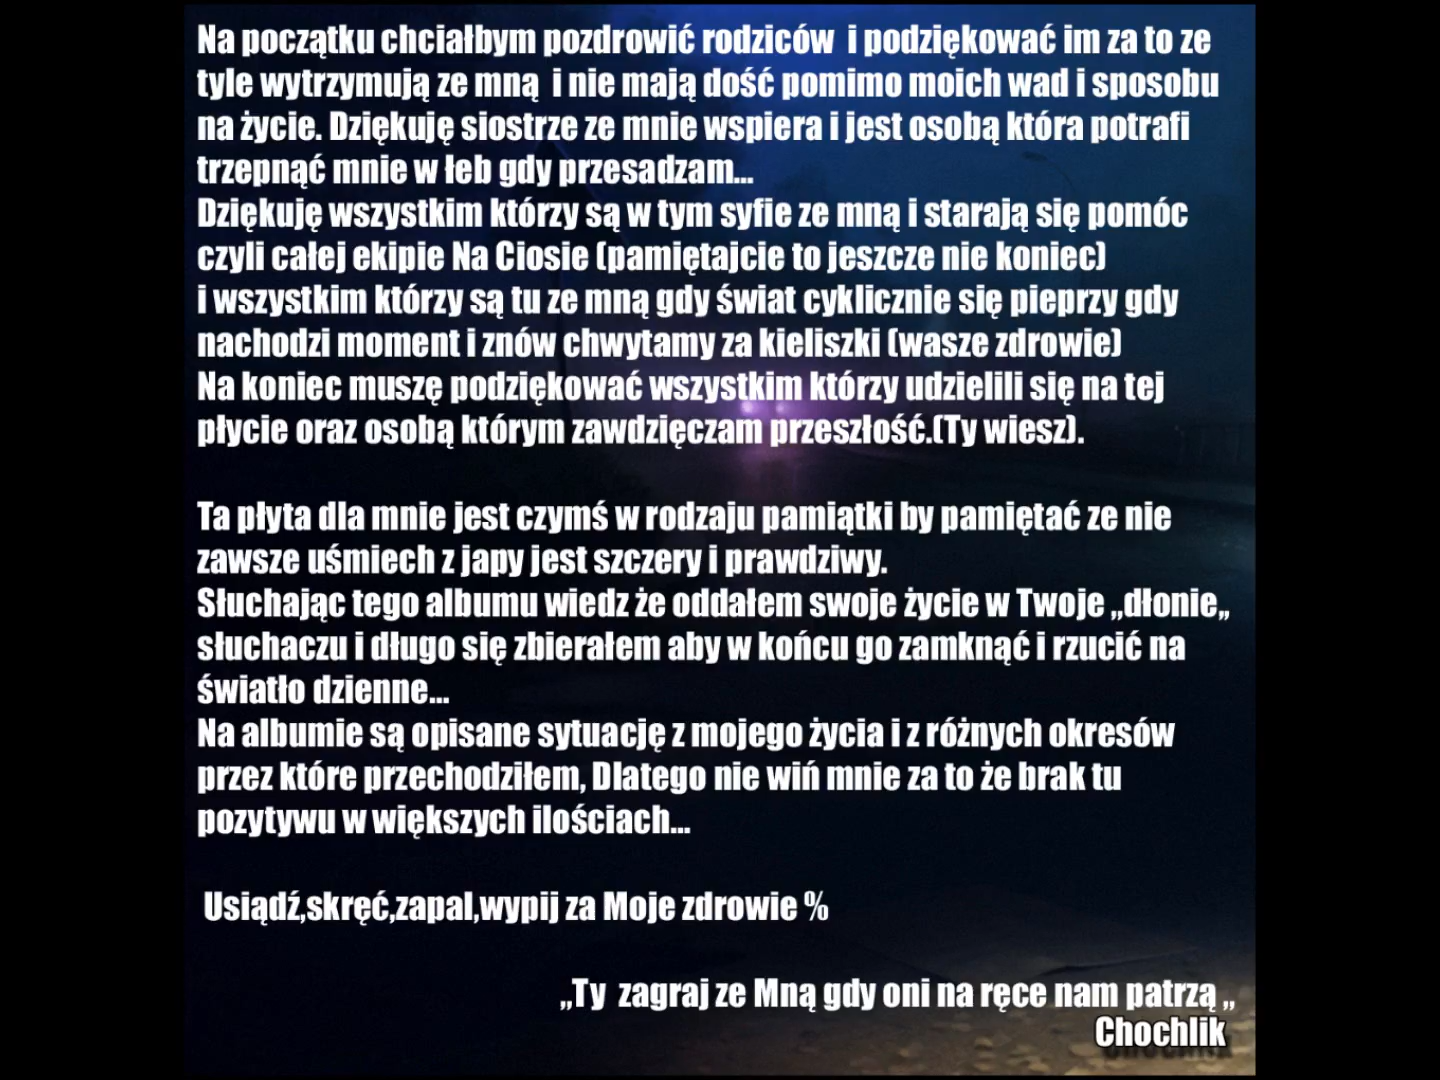 Na początku chciałbym pozdrowić rodziców i podziękować im za to ze
tyle wytrzymują ze mną i nie mają dość pomimo moich wad i sposobu
na życie. Dziękuję siostrze ze mnie wspiera i jest osobą która potrafi
trzepnąć mnie w łeb gdy przesadzam...
Dziękuję wszystkim którzy są w tym syfie ze mną i starają się pomóc
czyli całej ekipie Na Ciosie (pamiętajcie to jeszcze nie koniec)
i wszystkim którzy są tu ze mną gdy świat cyklicznie się pieprzy gdy
nachodzi moment i znów chwytamy za kieliszki (wasze zdrowie)
Na koniec muszę podziękować wszystkim którzy udzielili się na tej
płycie oraz osobą którym zawdzięczam przeszłość.(Ty wiesz).
Ta płyta dla mnie jest czymś w rodzaju pamiątki by pamiętać ze nie
zawsze uśmiech z japy jest szczery i prawdziwy.
Słuchając tego albumu wiedz że oddałem swoje życie w Twoje „dłonie„
słuchaczu i długo się zbierałem aby w końcu go zamknąć i rzucić na
światło dzienne...
Na albumie są opisane sytuację z mojego życia i z różnych okresów
przez które przechodziłem, Dlatego nie wiń mnie za to że brak tu
pozytywu w większych ilościach...
Usiądź,skręć,zapal,wypij za Moje zdrowie %
„Ty zagraj ze Mną gdy oni na ręce nam patrzą „
Chochlik